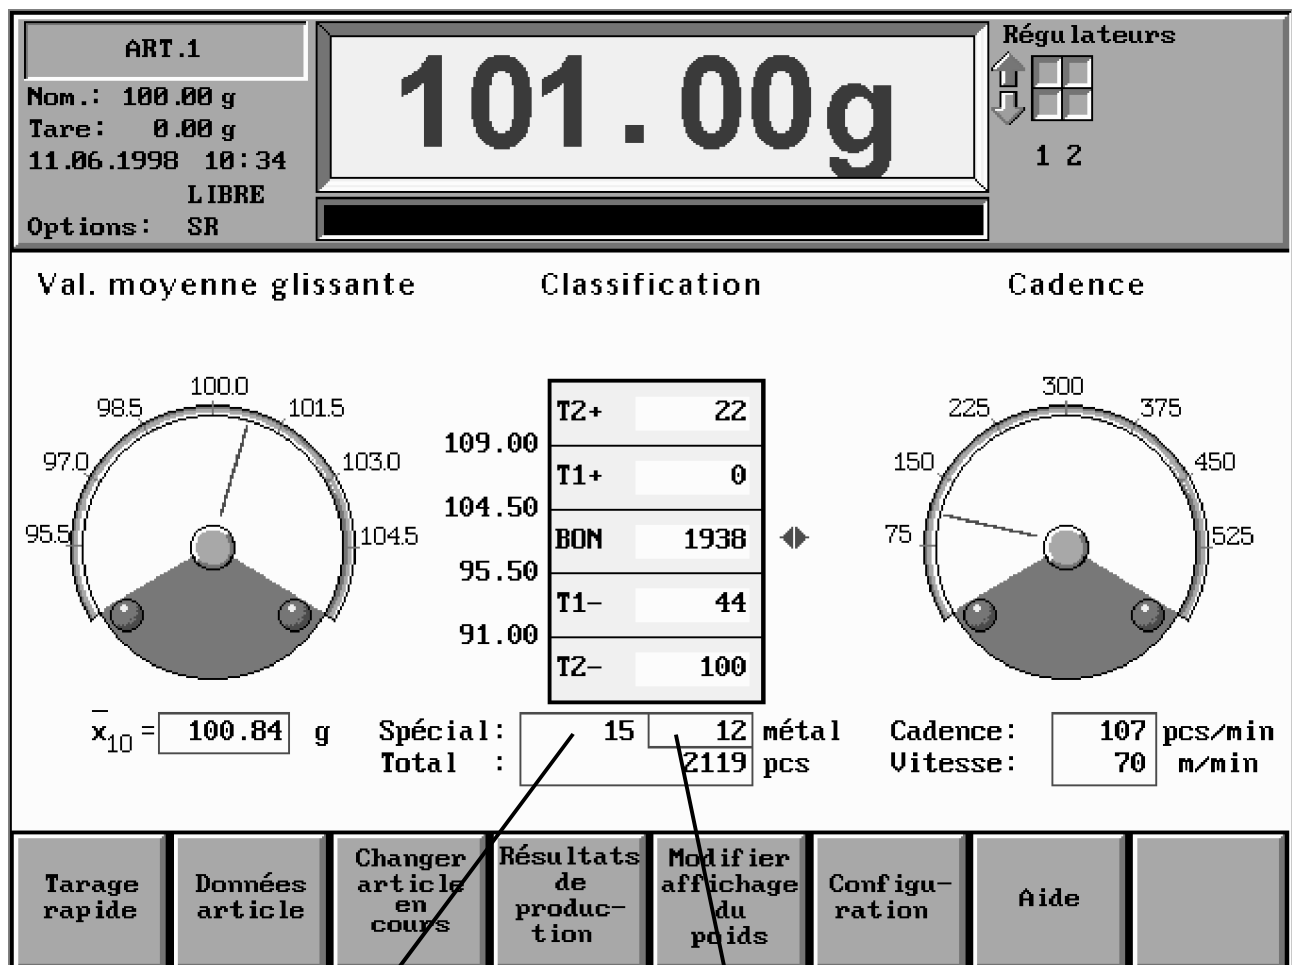 ART.1
Nom.: 100.00 g
Tare: 0.00 g
11.06.1998 10:34
LIBRE
Options: SR
101.00g
Régulateurs
1 2
Val. moyenne glissante
Classification
Cadence
95.5
97.0
98.5
100.0
101.5
103.0
104.5
T2+ 22
109.00
T1+ 0
104.50
BON 1938
95.50
T1- 44
91.00
T2- 100
75
150
225
300
375
450
525
x̅10 = 100.84 g
Spécial: 15 12 métal
Total : 2119 pcs
Cadence: 107 pcs/min
Vitesse: 70 m/min
Tarage
rapide
Données
article
Changer
article
en
cours
Résultats
de
produc-
tion
Modifier
affichage
du
poids
Configu-
ration
Aide